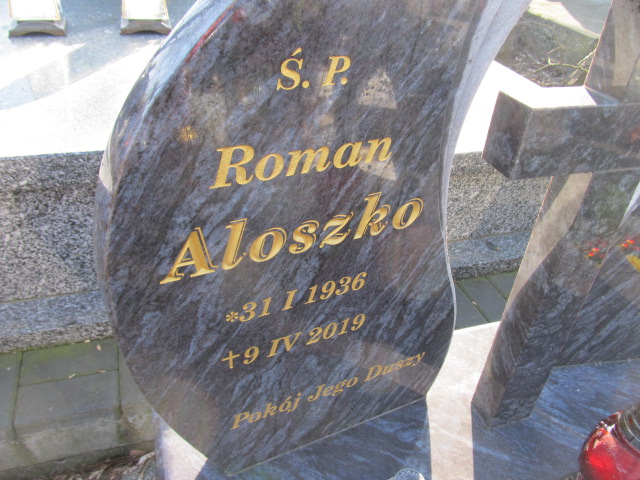 Ś. P.
Roman
Aloszko
*31 I 1936
✝9 IV 2019
Pokój Jego Duszy